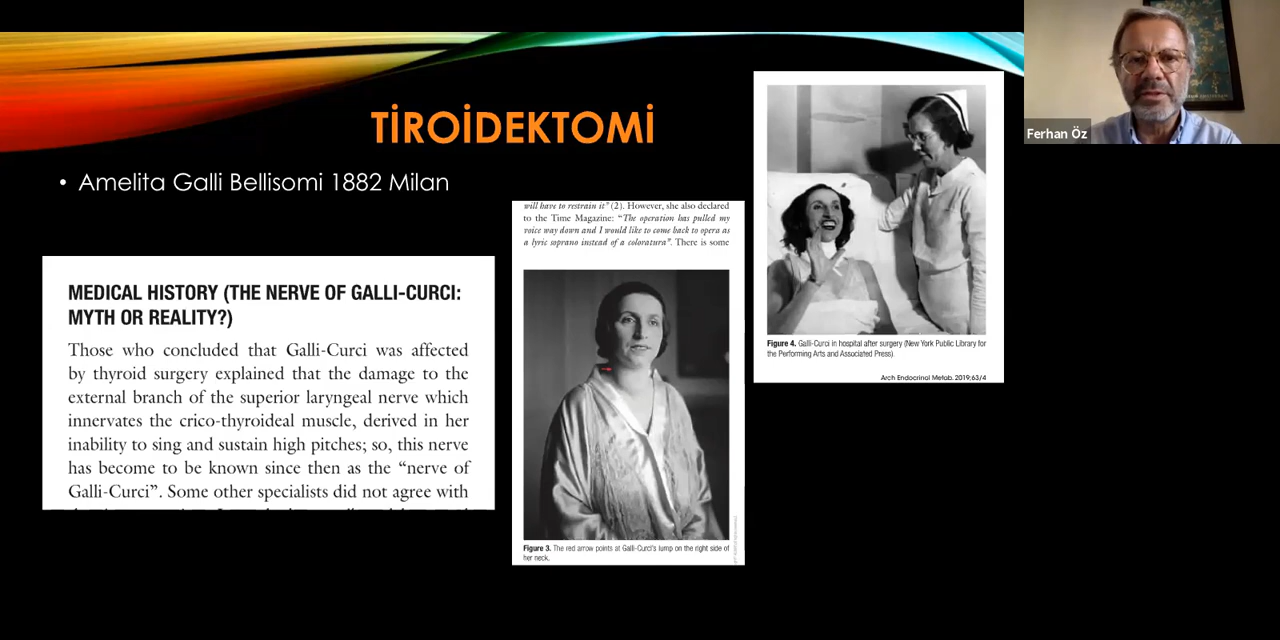 TİROİDEKTOMİ
• Amelita Galli Bellisomi 1882 Milan
MEDICAL HISTORY (THE NERVE OF GALLI-CURCI:
MYTH OR REALITY?)
Those who concluded that Galli-Curci was affected
by thyroid surgery explained that the damage to the
external branch of the superior laryngeal nerve which
innervates the crico-thyroideal muscle, derived in her
inability to sing and sustain high pitches; so, this nerve
has become to be known since then as the “nerve of
Galli-Curci”. Some other specialists did not agree with
will have to restrain it” (2). However, she also declared
to the Time Magazine: “The operation has pulled my
voice way down and I would like to come back to opera as
a lyric soprano instead of a coloratura”. There is some
Figure 3. The red arrow points at Galli-Curci's lump on the right side of
her neck.
Figure 4. Galli-Curci in hospital after surgery (New York Public Library for
the Performing Arts and Associated Press)
Arch Endocrinol Metab. 2019;63/4
Ferhan Öz